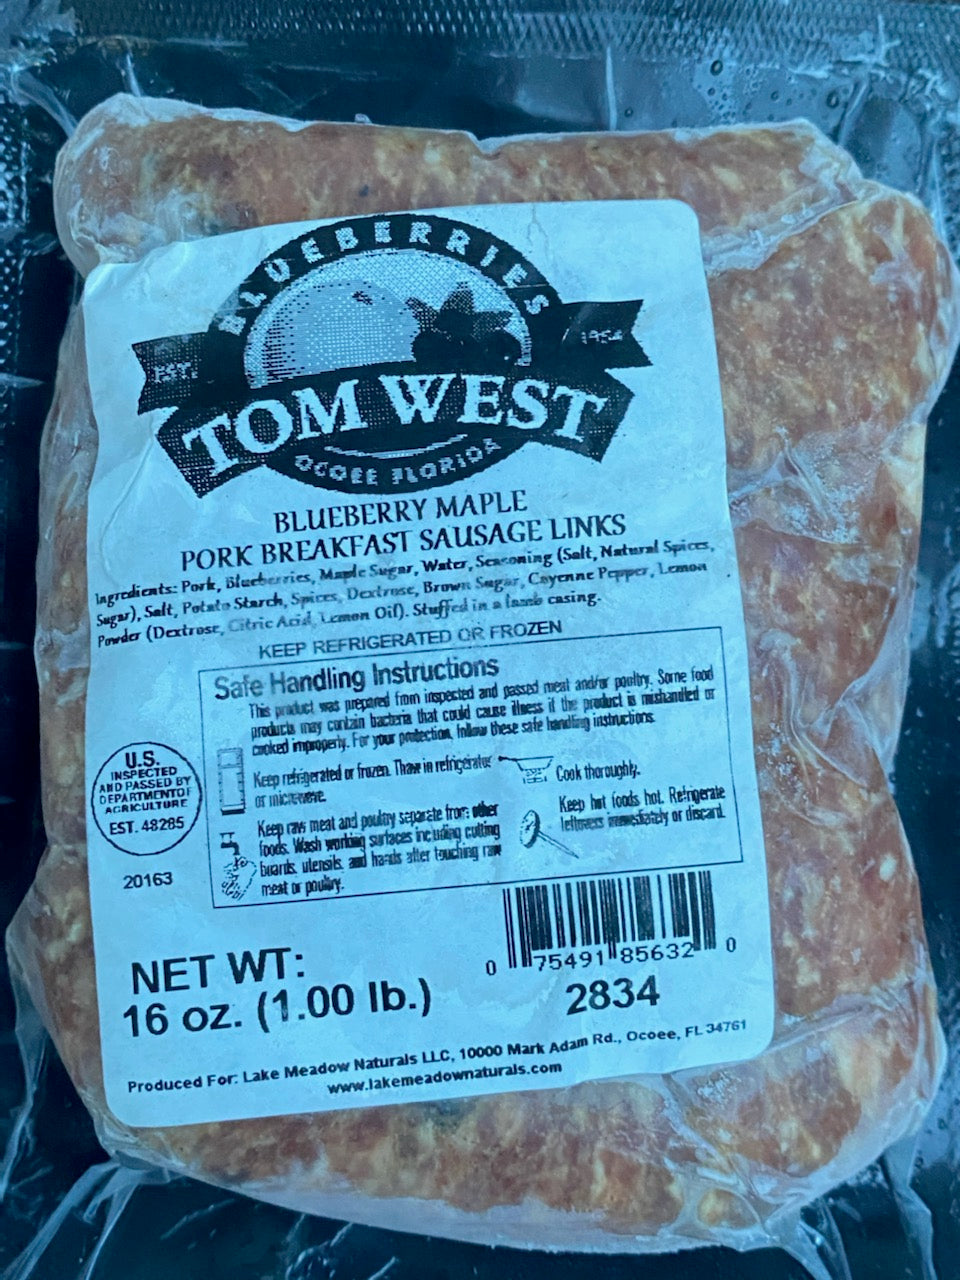 BLUEBERRIES
EST. 1954
TOM WEST
OCOEE FLORIDA
BLUEBERRY MAPLE
PORK BREAKFAST SAUSAGE LINKS
Ingredients: Pork, Blueberries, Maple Sugar, Water, Seasoning (Salt, Natural Spices,
Sugar), Salt, Potato Starch, Spices, Dextrose, Brown Sugar, Cayenne Pepper, Lemon
Powder (Dextrose, Citric Acid, Lemon Oil). Stuffed in a lamb casing.
KEEP REFRIGERATED OR FROZEN
Safe Handling Instructions
This product was prepared from inspected and passed meat and/or poultry. Some food
products may contain bacteria that could cause illness if the product is mishandled or
cooked improperly. For your protection, follow these safe handling instructions.
Keep refrigerated or frozen. Thaw in refrigerator
or microwave.
Cook thoroughly.
Keep raw meat and poultry separate from other
foods. Wash working surfaces including cutting
boards, utensils, and hands after touching raw
meat or poultry.
Keep hot foods hot. Refrigerate
leftovers immediately or discard.
U.S.
INSPECTED
AND PASSED BY
DEPARTMENT OF
AGRICULTURE
EST. 48285
20163
NET WT:
16 oz. (1.00 lb.)
0 75491 85632 0
2834
Produced For: Lake Meadow Naturals LLC, 10000 Mark Adam Rd., Ocoee, FL 34761
www.lakemeadownaturals.com